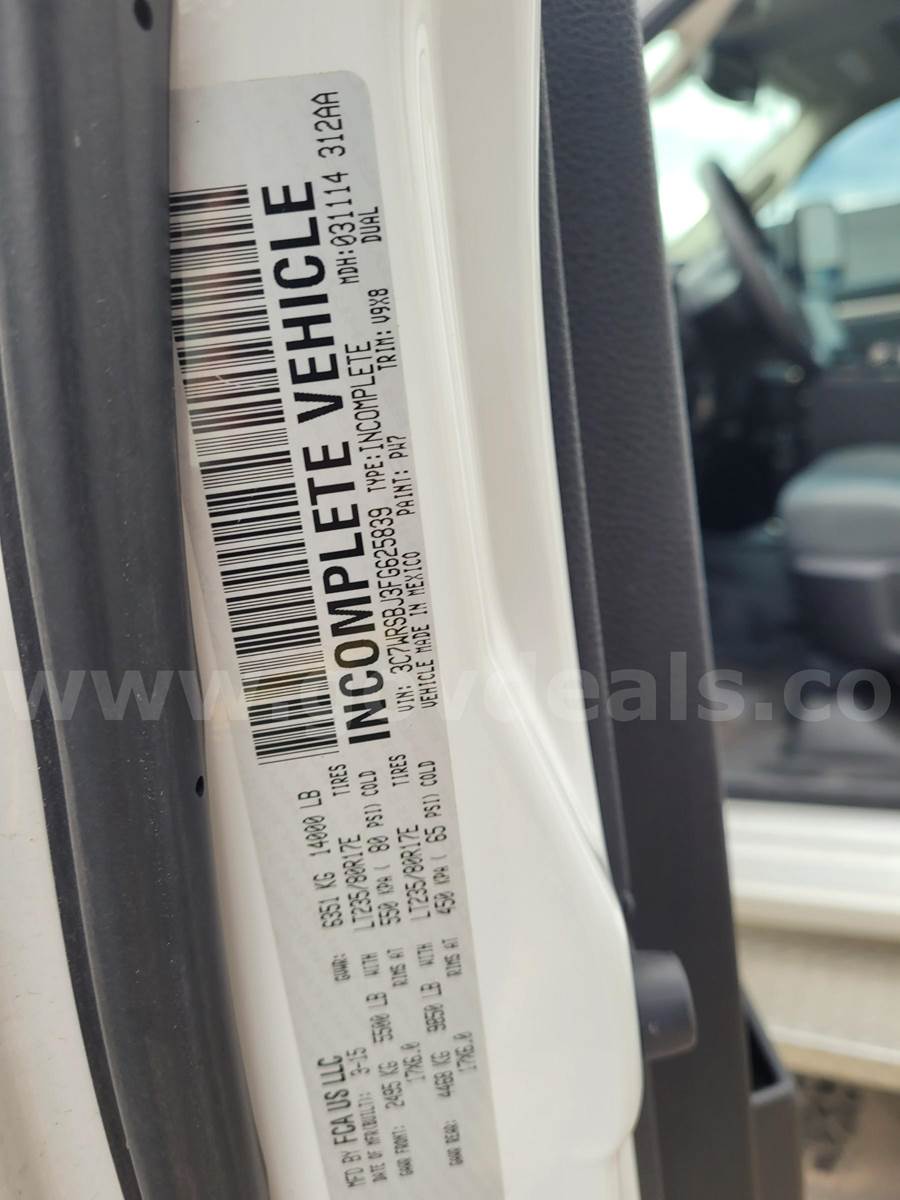 MFD BY FCA US LLC
DATE OF MFR(BUILT): 3-15 GVWR: 6351 KG 14000 LB
GAWR FRONT: 2495 KG 5500 LB WITH LT235/80R17E TIRES
17X6.0 RIMS AT 550 KPA ( 80 PSI) COLD
GAWR REAR: 4468 KG 9850 LB WITH LT235/80R17E TIRES
17X6.0 RIMS AT 450 KPA ( 65 PSI) COLD
INCOMPLETE VEHICLE
VIN: 3C7WRSBJ3FG625839 TYPE:INCOMPLETE MDH:031114 312AA
VEHICLE MADE IN MEXICO PAINT: PW7 TRIM: V9X8 DUAL
www.govdeals.com